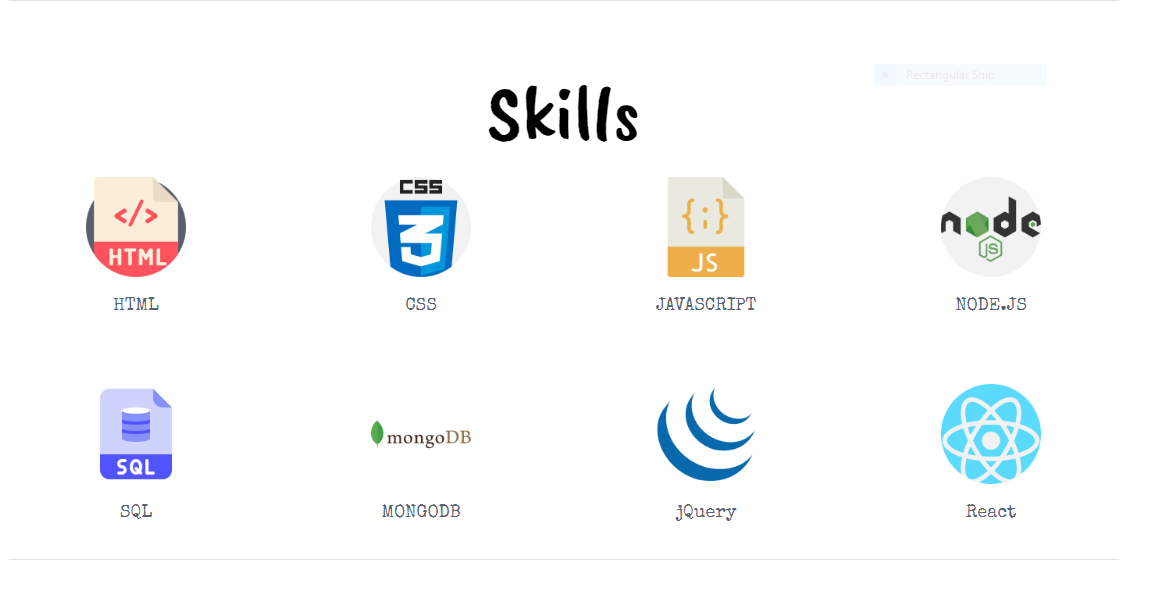 Rectangular Snip
Skills
</>
HTML
CSS
3
{;}
JS
node
JS
HTML
CSS
JAVASCRIPT
NODE.JS
SQL
mongoDB
SQL
MONGODB
jQuery
React